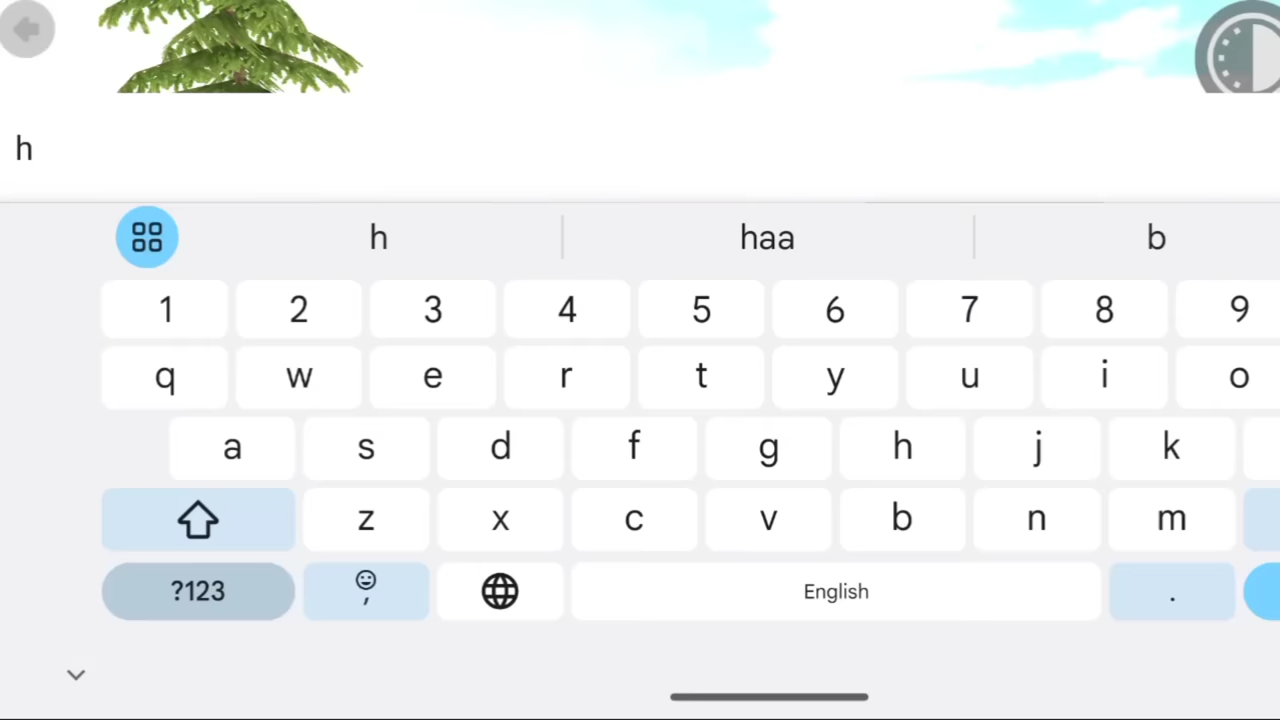 h
h haa b
1 2 3 4 5 6 7 8 9
q w e r t y u i o
a s d f g h j k
z x c v b n m
?123 , English .